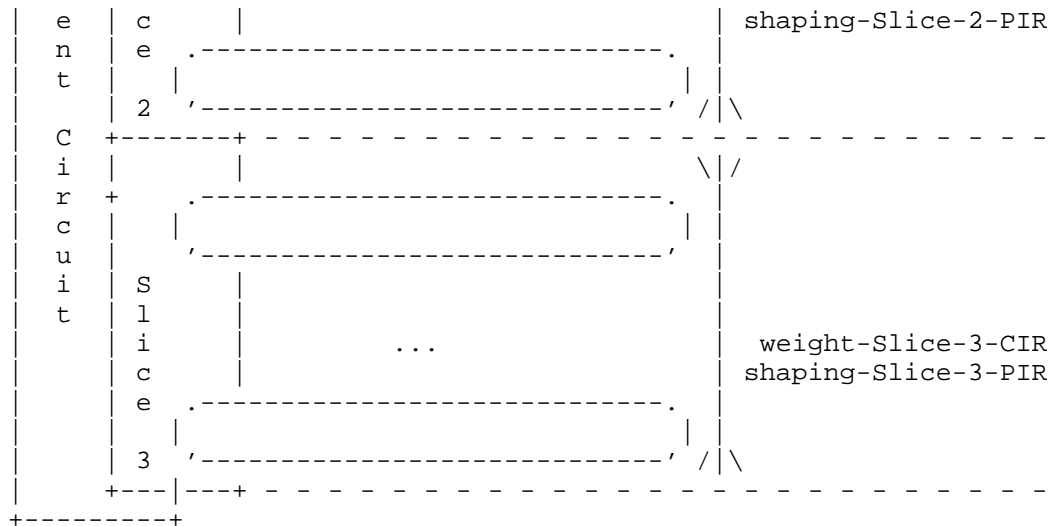 |    e   | c       |                              | shaping-Slice-2-PIR
|    n   | e  .-----------------------------.  |
|    t   |   |                               | |
|        | 2  '-----------------------------' /|\
|    C   +-------+ - - - - - - - - - - - - - - - - - - - - - - - - - -
|    i   |       |                            \|/
|    r   +    .-----------------------------.  |
|    c   |   |                               | |
|    u   |    '-----------------------------'  |
|    i   | S     |                             |
|    t   | l     |                             |
|        | i     |         ...                 |  weight-Slice-3-CIR
|        | c     |                             | shaping-Slice-3-PIR
|        | e  .-----------------------------.  |
|        |   |                               | |
|        | 3  '-----------------------------' /|\
|        +---|---+ - - - - - - - - - - - - - - - - - - - - - - - - - -
+---------+